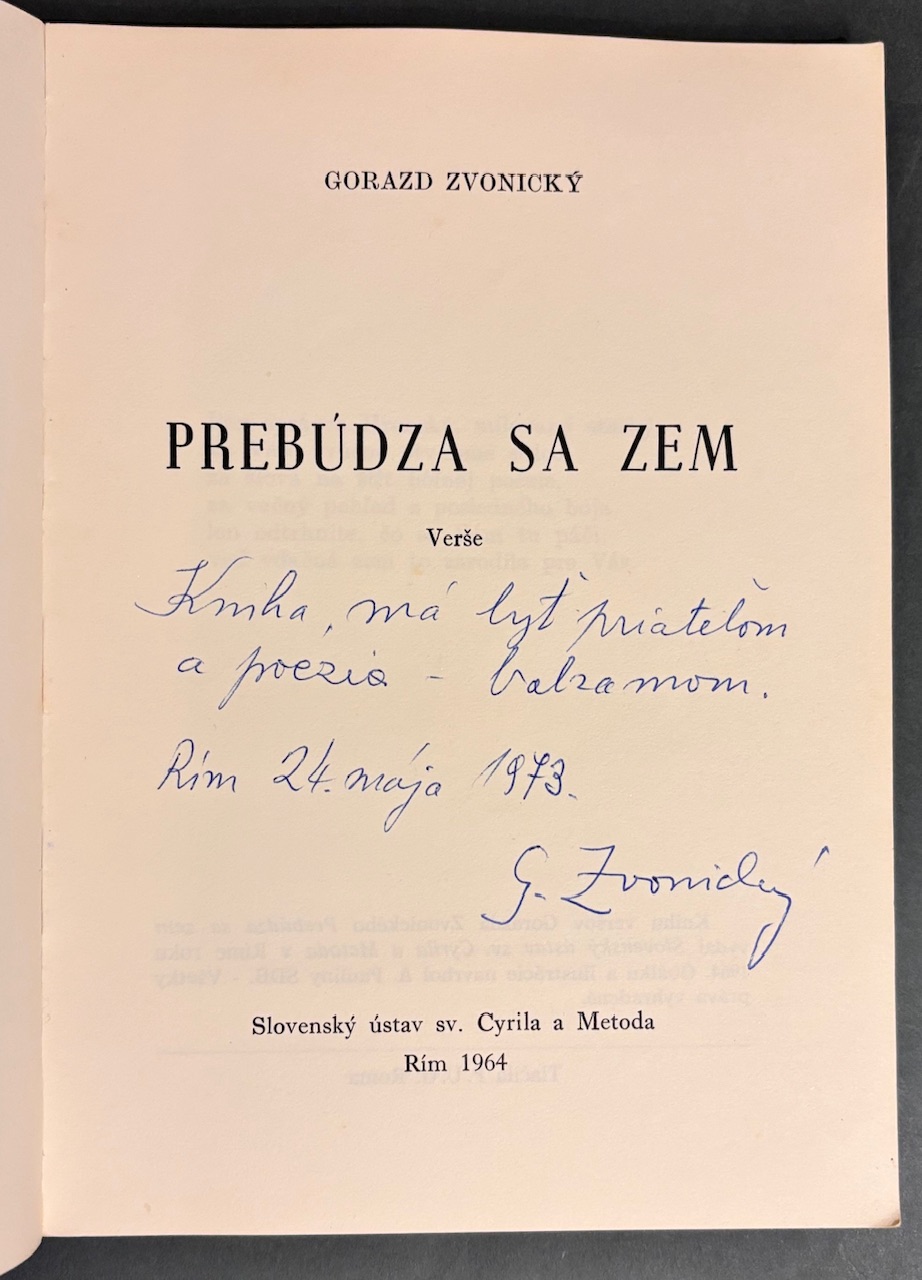 GORAZD ZVONICKÝ
PREBÚDZA SA ZEM
Verše
Kniha, má byť priateľom
a poezia - balzamom.
Rím 24. mája 1973.
G. Zvonický
Slovenský ústav sv. Cyrila a Metoda
Rím 1964